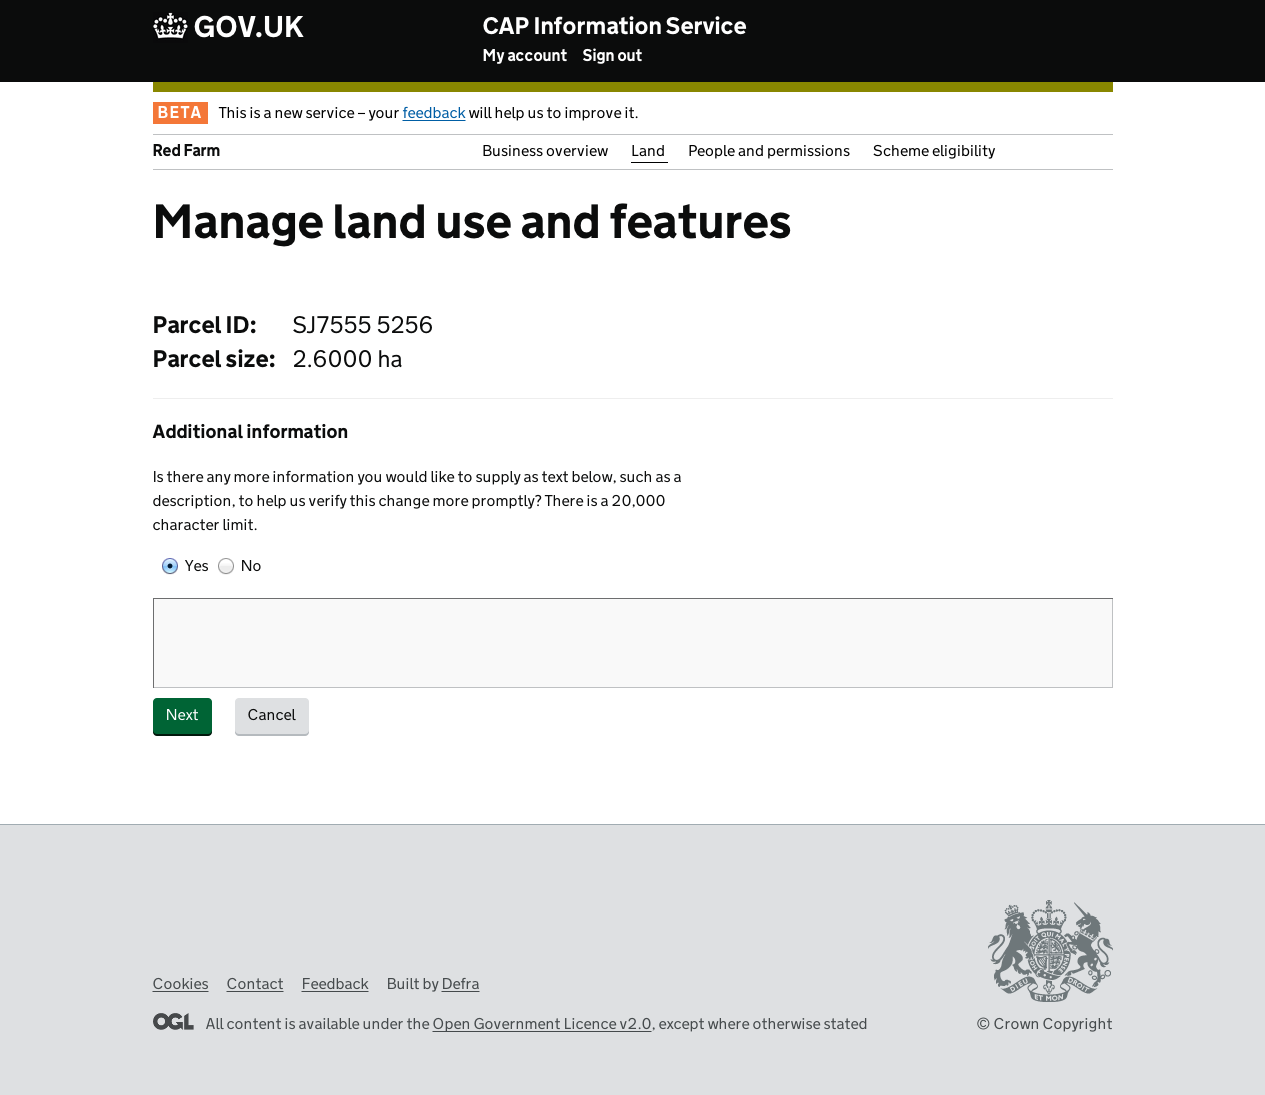 GOV.UK
CAP Information Service
My account Sign out
BETA This is a new service – your feedback will help us to improve it.
Red Farm Business overview Land People and permissions Scheme eligibility
Manage land use and features
Parcel ID: SJ7555 5256
Parcel size: 2.6000 ha
Additional information
Is there any more information you would like to supply as text below, such as a
description, to help us verify this change more promptly? There is a 20,000
character limit.
Yes No
Next Cancel
Cookies Contact Feedback Built by Defra
OGL All content is available under the Open Government Licence v2.0, except where otherwise stated
© Crown Copyright
DIEU ET MON DROIT